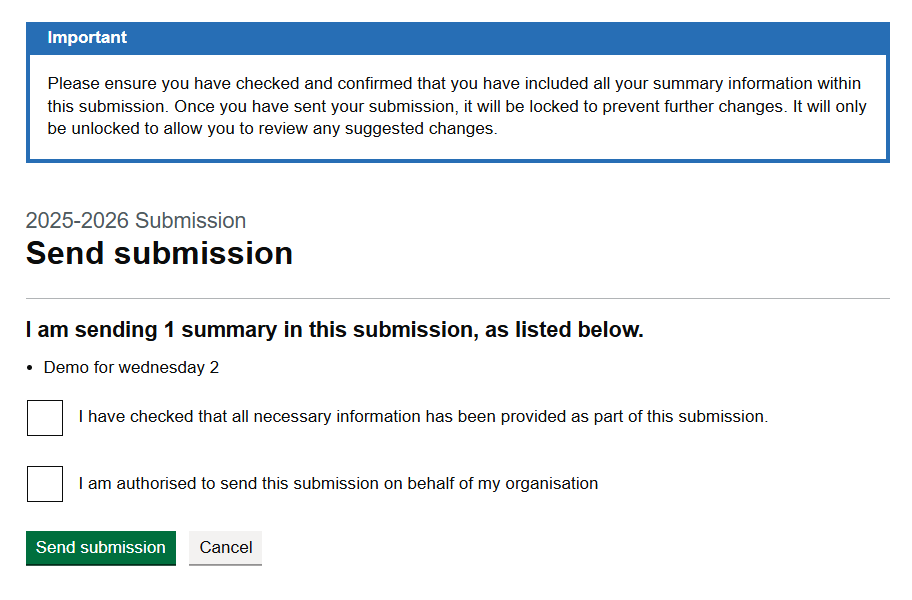 Important
Please ensure you have checked and confirmed that you have included all your summary information within
this submission. Once you have sent your submission, it will be locked to prevent further changes. It will only
be unlocked to allow you to review any suggested changes.
2025-2026 Submission
Send submission
I am sending 1 summary in this submission, as listed below.
• Demo for wednesday 2
I have checked that all necessary information has been provided as part of this submission.
I am authorised to send this submission on behalf of my organisation
Send submission Cancel